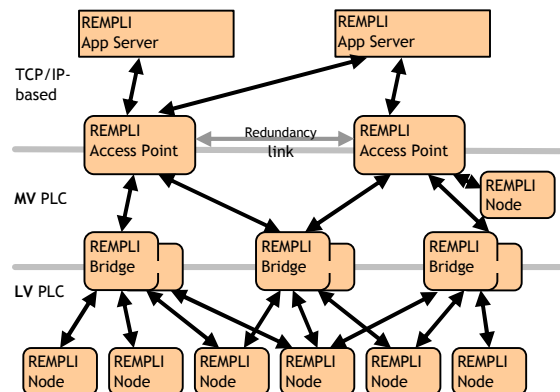 REMPLI
App Server
REMPLI
App Server
TCP/IP-
based
REMPLI
Access Point
Redundancy
link
REMPLI
Access Point
MV PLC
REMPLI
Node
REMPLI
Bridge
REMPLI
Bridge
REMPLI
Bridge
LV PLC
REMPLI
Node
REMPLI
Node
REMPLI
Node
REMPLI
Node
REMPLI
Node
REMPLI
Node